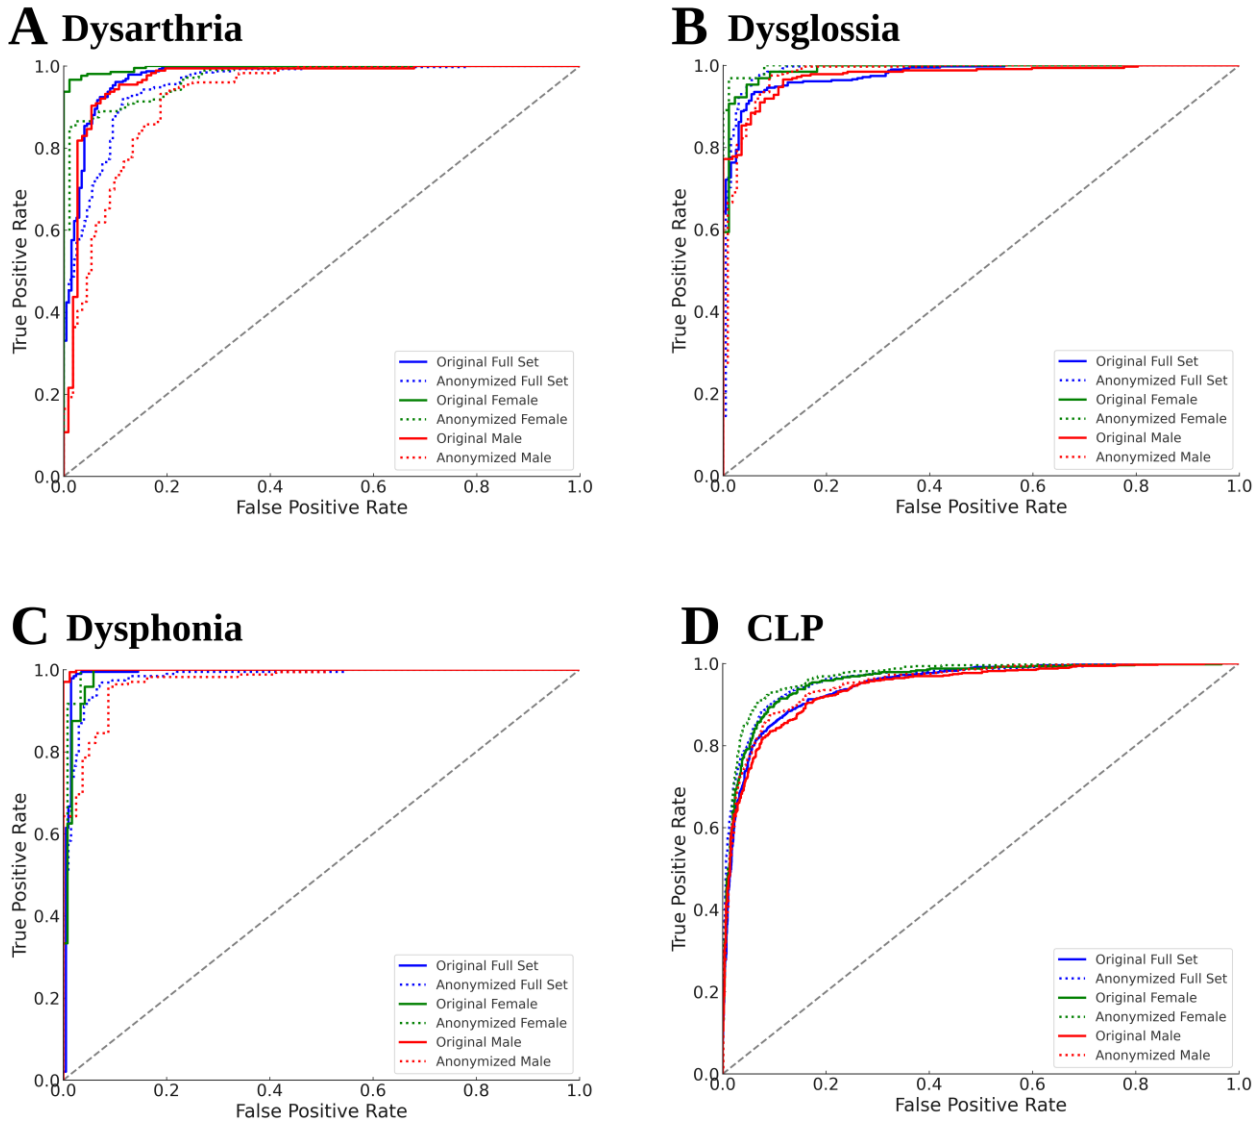 A Dysarthria
1.0
0.8
0.6
0.4
0.2
0.0
True Positive Rate
0.0 0.2 0.4 0.6 0.8 1.0
False Positive Rate
Original Full Set
Anonymized Full Set
Original Female
Anonymized Female
Original Male
Anonymized Male
B Dysglossia
1.0
0.8
0.6
0.4
0.2
0.0
True Positive Rate
0.0 0.2 0.4 0.6 0.8 1.0
False Positive Rate
Original Full Set
Anonymized Full Set
Original Female
Anonymized Female
Original Male
Anonymized Male
C Dysphonia
1.0
0.8
0.6
0.4
0.2
0.0
True Positive Rate
0.0 0.2 0.4 0.6 0.8 1.0
False Positive Rate
Original Full Set
Anonymized Full Set
Original Female
Anonymized Female
Original Male
Anonymized Male
D CLP
1.0
0.8
0.6
0.4
0.2
0.0
True Positive Rate
0.0 0.2 0.4 0.6 0.8 1.0
False Positive Rate
Original Full Set
Anonymized Full Set
Original Female
Anonymized Female
Original Male
Anonymized Male